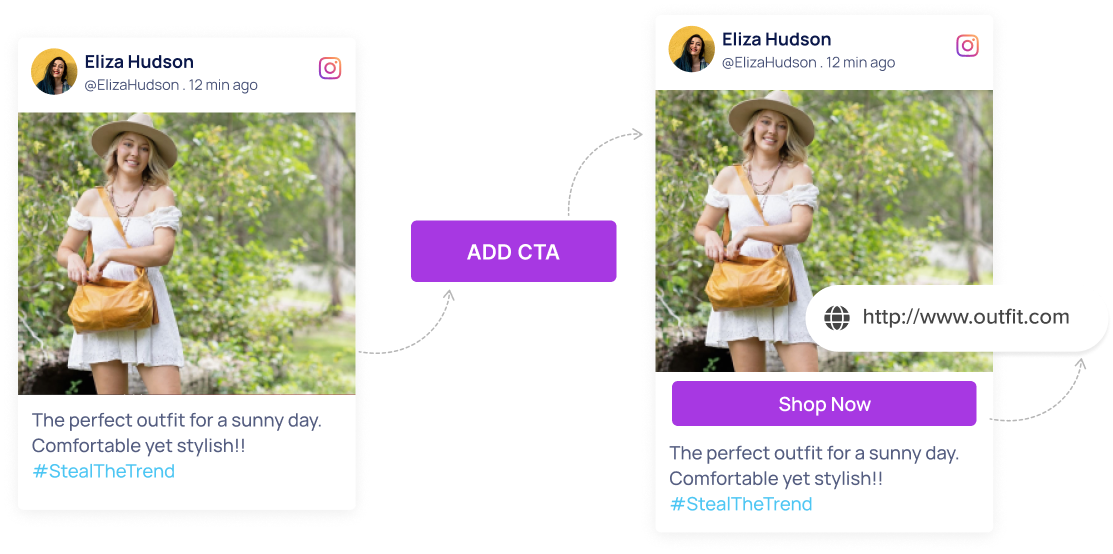 Eliza Hudson
@ElizaHudson . 12 min ago
The perfect outfit for a sunny day.
Comfortable yet stylish!!
#StealTheTrend
ADD CTA
Eliza Hudson
@ElizaHudson . 12 min ago
http://www.outfit.com
Shop Now
The perfect outfit for a sunny day.
Comfortable yet stylish!!
#StealTheTrend